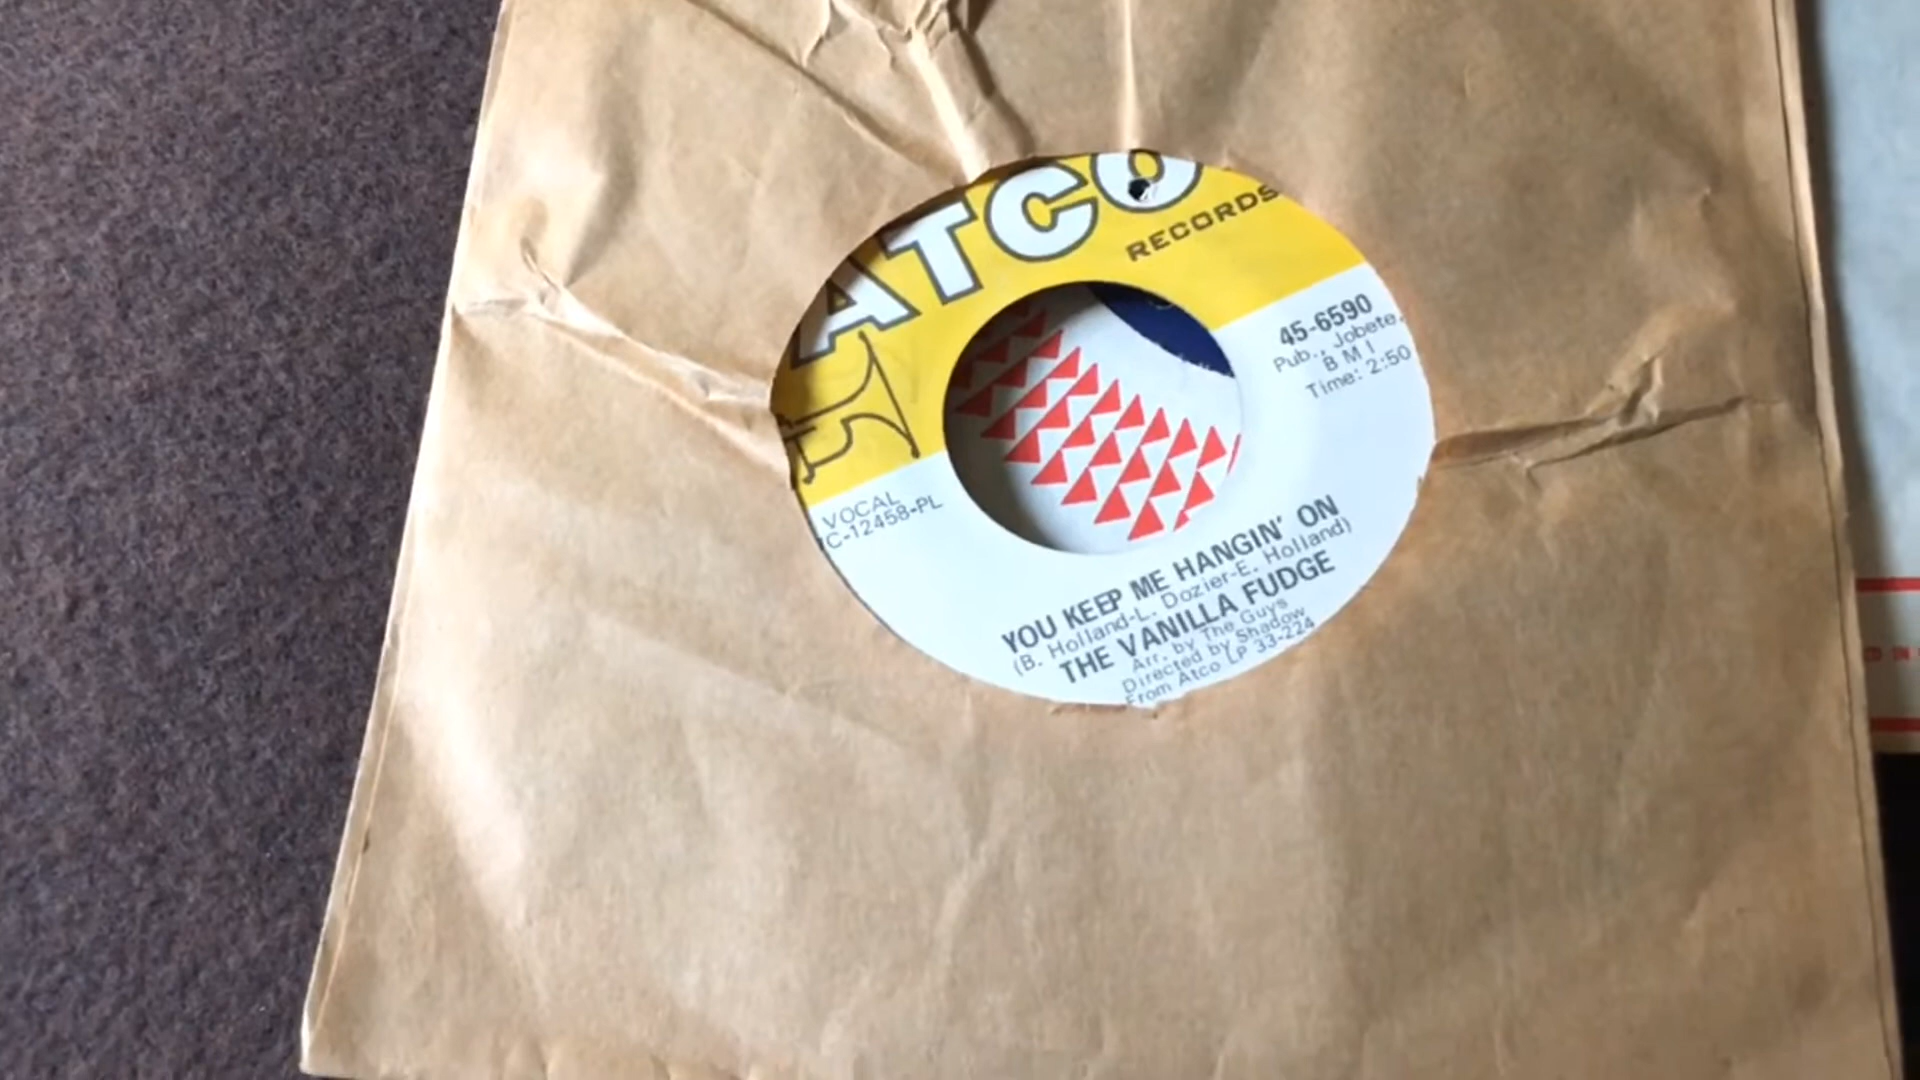 ATCO
RECORDS
45-6590
Pub., Jobete,
BMI
Time: 2:50
VOCAL
C-12458-PL
YOU KEEP ME HANGIN' ON
(B. Holland-L. Dozier-E. Holland)
THE VANILLA FUDGE
Arr. by The Guys
Directed by Shadow
From Atco LP 33-224